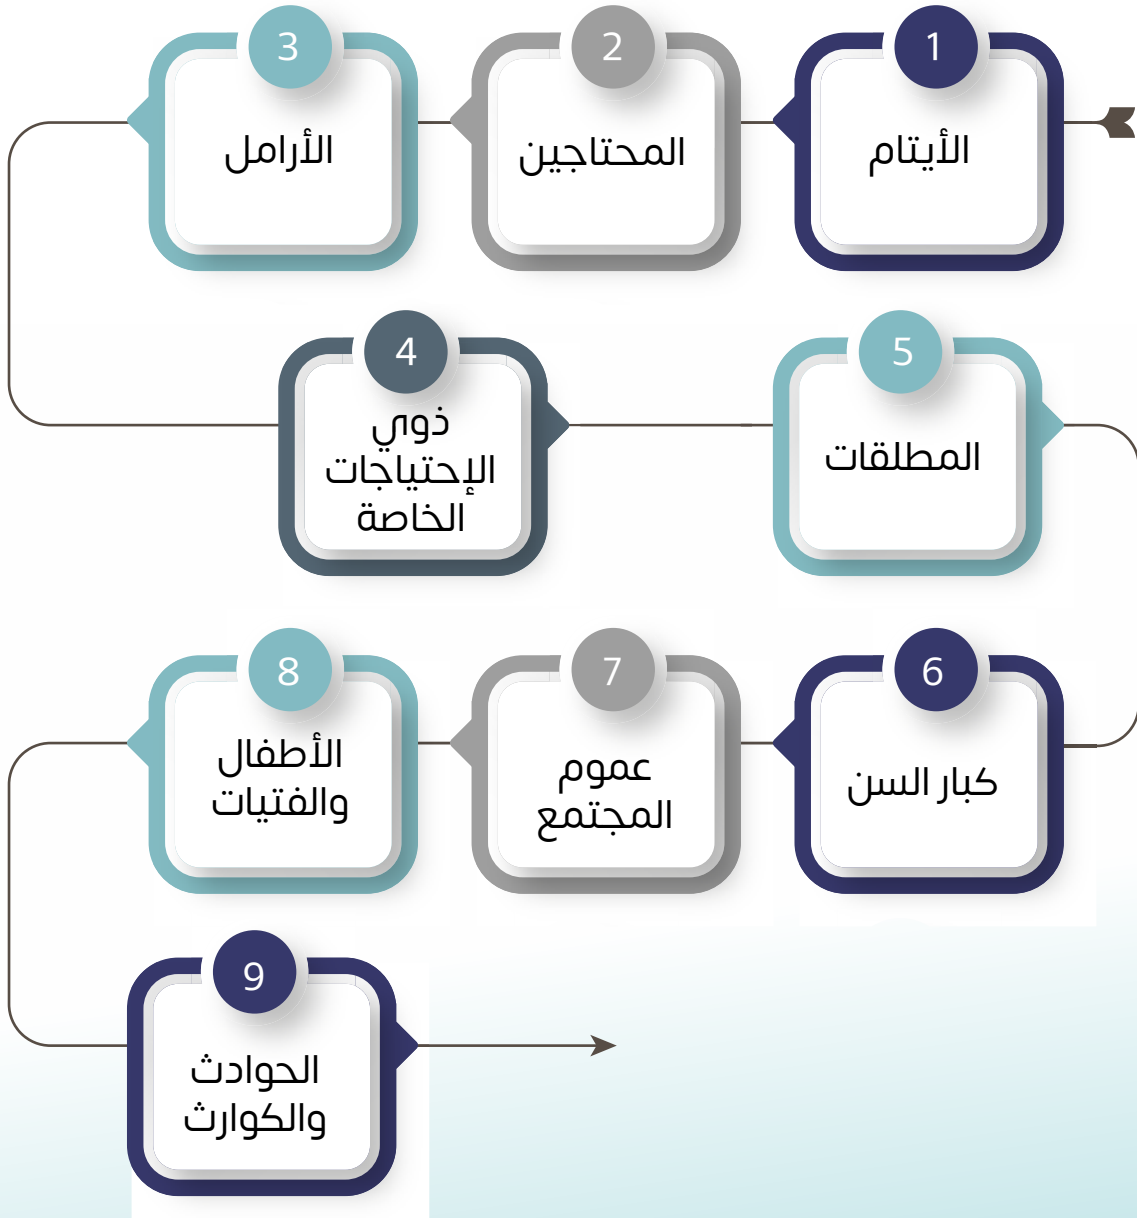 1
الأيتام
2
المحتاجين
3
الأرامل
4
ذوي
الإحتياجات
الخاصة
5
المطلقات
6
كبار السن
7
عموم
المجتمع
8
الأطفال
والفتيات
9
الحوادث
والكوارث